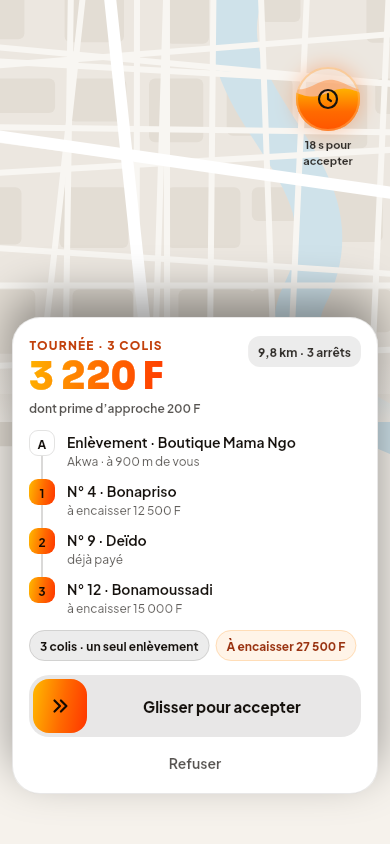 18 s pour
accepter
TOURNÉE · 3 COLIS
3 220 F
9,8 km · 3 arrêts
dont prime d’approche 200 F
A
Enlèvement · Boutique Mama Ngo
Akwa · à 900 m de vous
1
N° 4 · Bonapriso
à encaisser 12 500 F
2
N° 9 · Deïdo
déjà payé
3
N° 12 · Bonamoussadi
à encaisser 15 000 F
3 colis · un seul enlèvement
À encaisser 27 500 F
Glisser pour accepter
Refuser